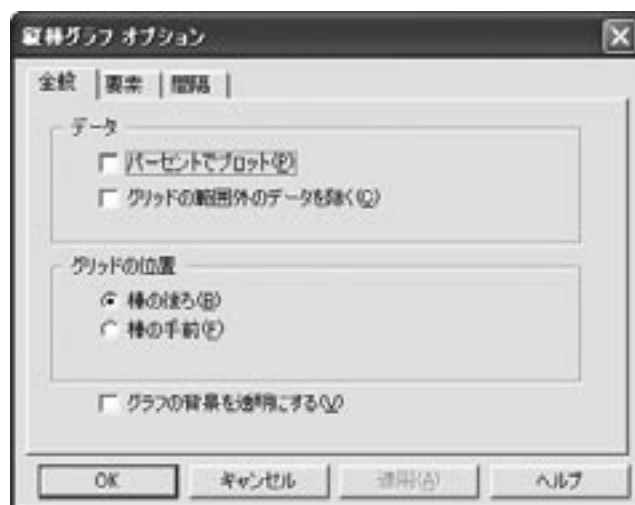 縦棒グラフ オプション
全般 要素 間隔
データ
パーセントでプロット(P)
グリッドの範囲外のデータを除く(C)
グリッドの位置
棒の後ろ(B)
棒の手前(F)
グラフの背景を透明にする(V)
OK キャンセル 適用(A) ヘルプ